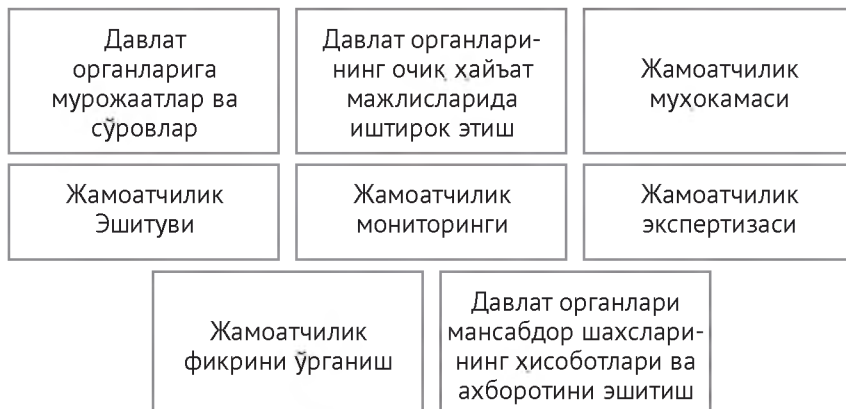 Давлат
органларига
мурожаатлар ва
сўровлар
Давлат органлари-
нинг очиқ ҳайъат
мажлисларида
иштирок этиш
Жамоатчилик
муҳокамаси
Жамоатчилик
Эшитуви
Жамоатчилик
мониторинги
Жамоатчилик
экспертизаси
Жамоатчилик
фикрини ўрганиш
Давлат органлари
мансабдор шахслари-
нинг ҳисоботлари ва
ахборотини эшитиш